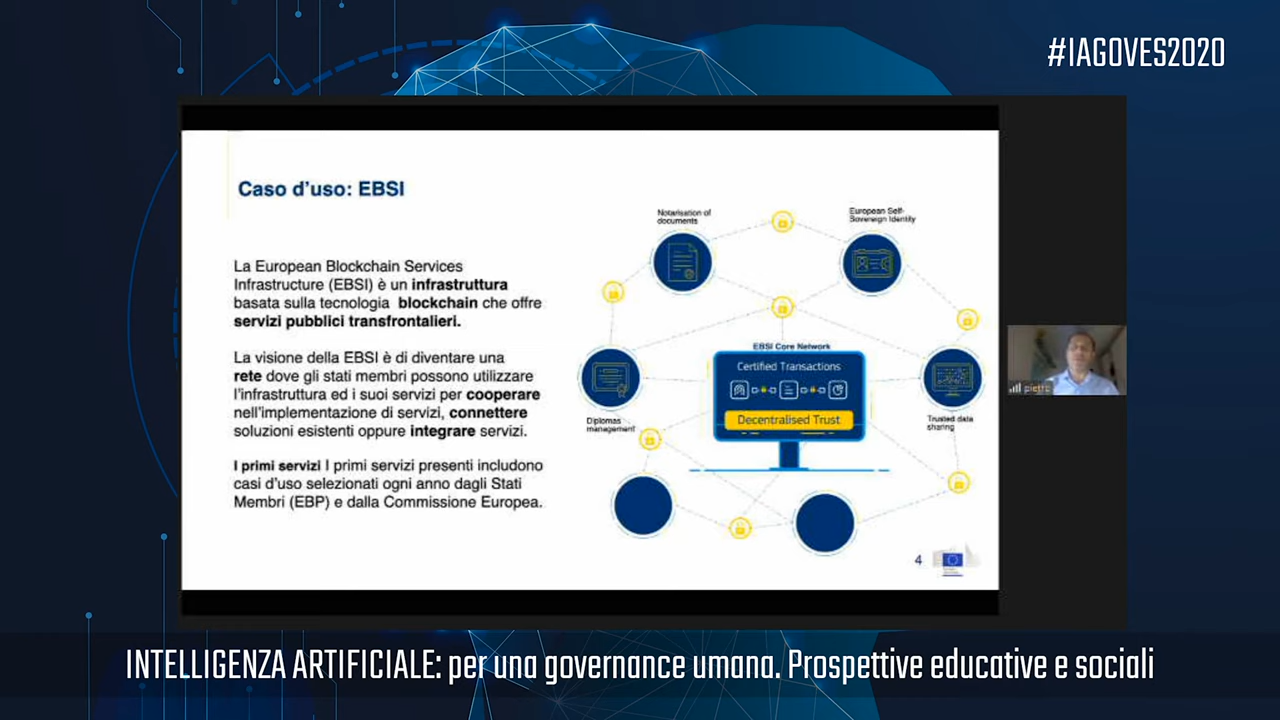 #IAGOVES2020
Caso d'uso: EBSI
La European Blockchain Services
Infrastructure (EBSI) è un infrastruttura
basata sulla tecnologia blockchain che offre
servizi pubblici transfrontalieri.
La visione della EBSI è di diventare una
rete dove gli stati membri possono utilizzare
l'infrastruttura ed i suoi servizi per cooperare
nell'implementazione di servizi, connettere
soluzioni esistenti oppure integrare servizi.
I primi servizi I primi servizi presenti includono
casi d'uso selezionati ogni anno dagli Stati
Membri (EBP) e dalla Commissione Europea.
Notarisation of
documents
European Self-
Sovereign Identity
EBSI Core Network
Certified Transactions
Decentralised Trust
Diplomas
management
Trusted data
sharing
4
pietro
INTELLIGENZA ARTIFICIALE: per una governance umana. Prospettive educative e sociali